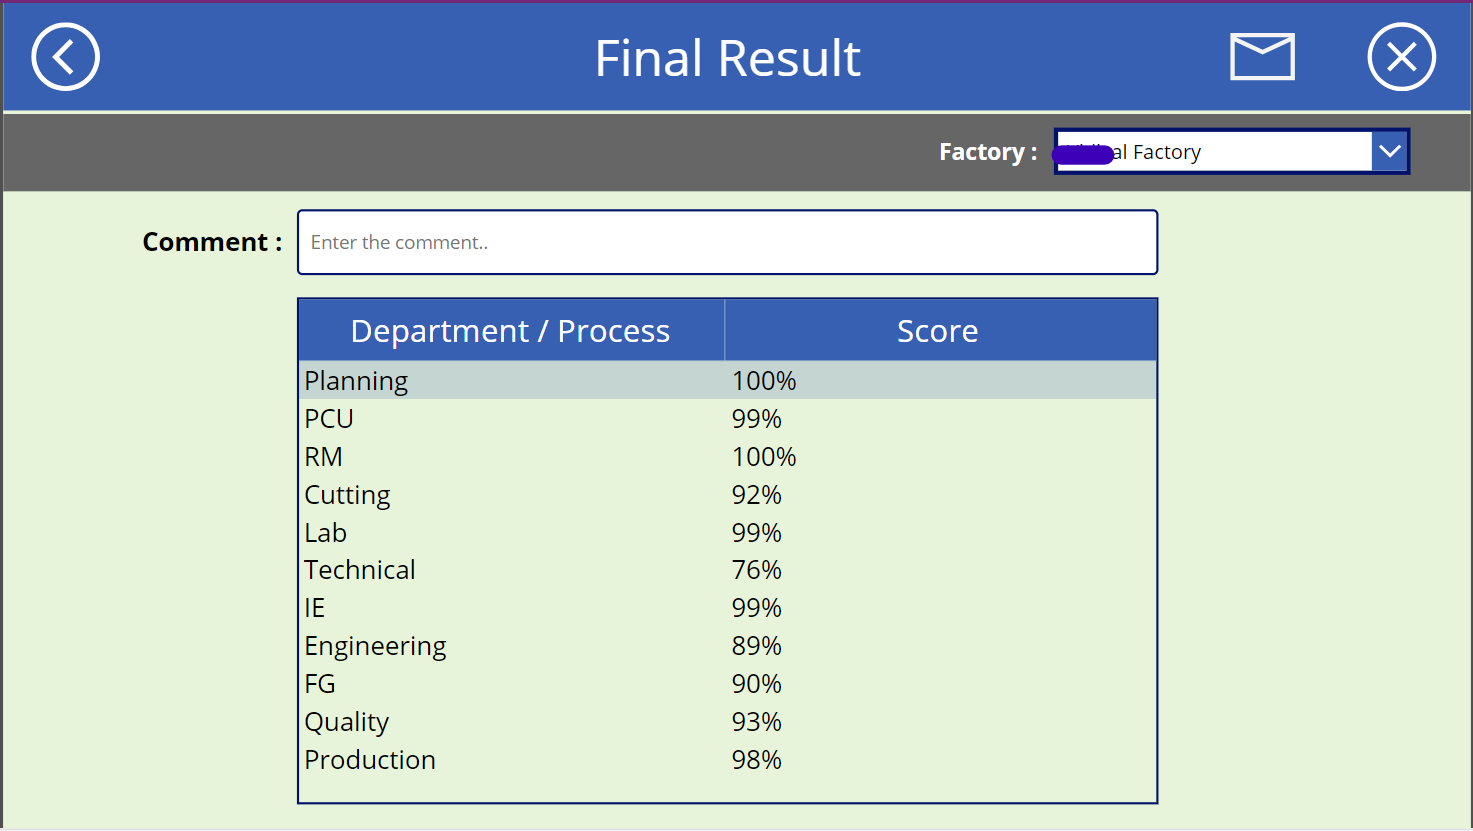 Final Result
Factory : al Factory
Comment : Enter the comment..
Department / Process Score
Planning 100%
PCU 99%
RM 100%
Cutting 92%
Lab 99%
Technical 76%
IE 99%
Engineering 89%
FG 90%
Quality 93%
Production 98%